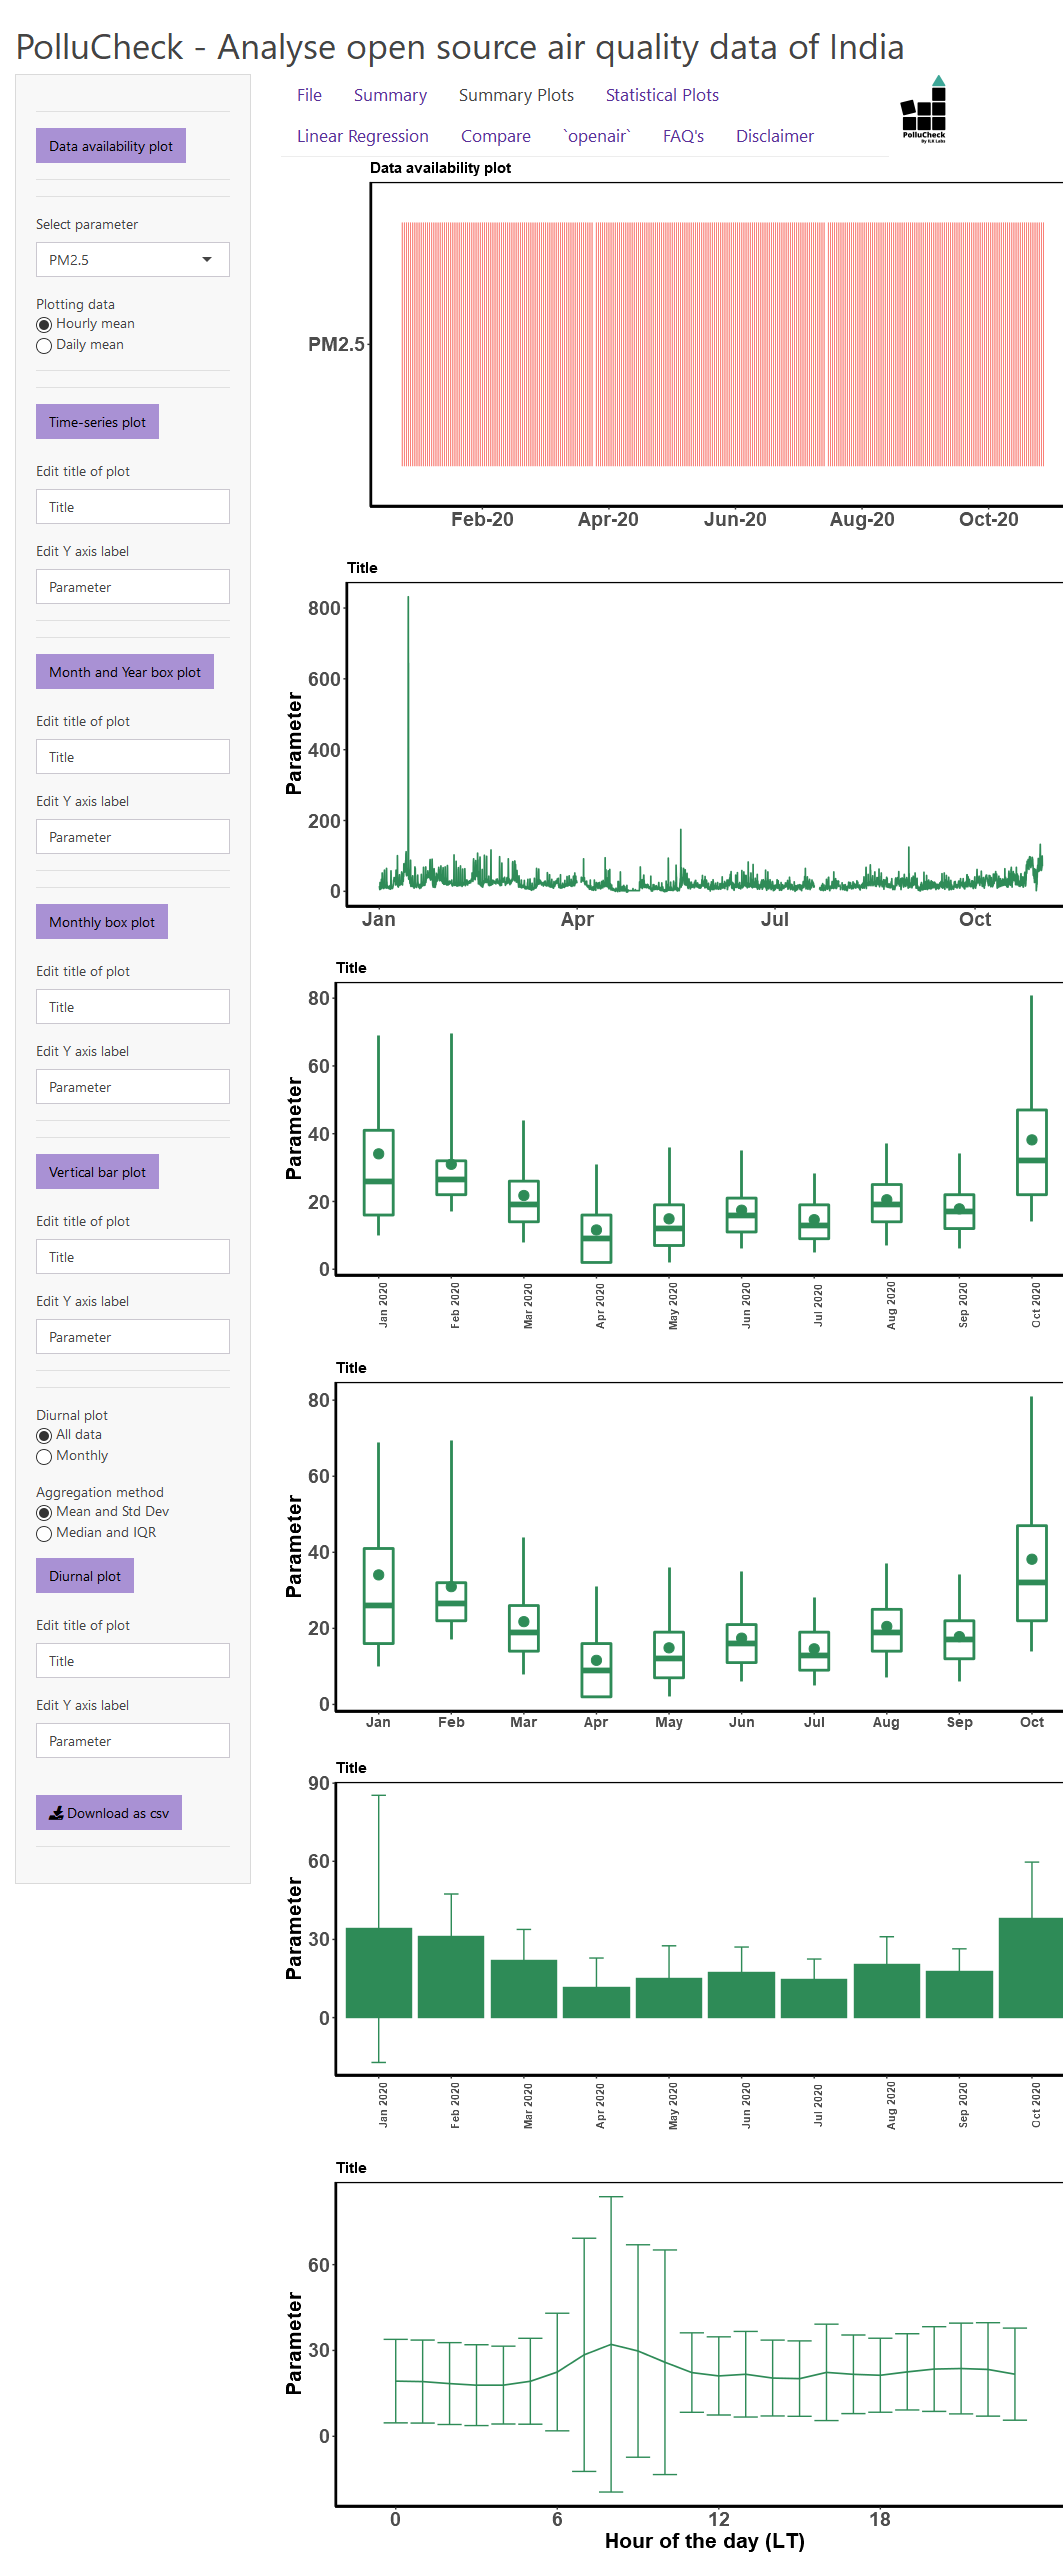 PolluCheck - Analyse open source air quality data of India
Data availability plot
Select parameter
PM2.5
Plotting data
Hourly mean
Daily mean
Time-series plot
Edit title of plot
Title
Edit Y axis label
Parameter
Month and Year box plot
Edit title of plot
Title
Edit Y axis label
Parameter
Monthly box plot
Edit title of plot
Title
Edit Y axis label
Parameter
Vertical bar plot
Edit title of plot
Title
Edit Y axis label
Parameter
Diurnal plot
All data
Monthly
Aggregation method
Mean and Std Dev
Median and IQR
Diurnal plot
Edit title of plot
Title
Edit Y axis label
Parameter
Download as csv
File Summary Summary Plots Statistical Plots
Linear Regression Compare `openair` FAQ's Disclaimer
PolluCheck
By ILK Labs
Data availability plot
PM2.5
Feb-20 Apr-20 Jun-20 Aug-20 Oct-20
Title
Parameter
800
600
400
200
0
Jan Apr Jul Oct
Title
Parameter
80
60
40
20
0
Jan 2020 Feb 2020 Mar 2020 Apr 2020 May 2020 Jun 2020 Jul 2020 Aug 2020 Sep 2020 Oct 2020
Title
Parameter
80
60
40
20
0
Jan Feb Mar Apr May Jun Jul Aug Sep Oct
Title
Parameter
90
60
30
0
Jan 2020 Feb 2020 Mar 2020 Apr 2020 May 2020 Jun 2020 Jul 2020 Aug 2020 Sep 2020 Oct 2020
Title
Parameter
60
30
0
0 6 12 18
Hour of the day (LT)